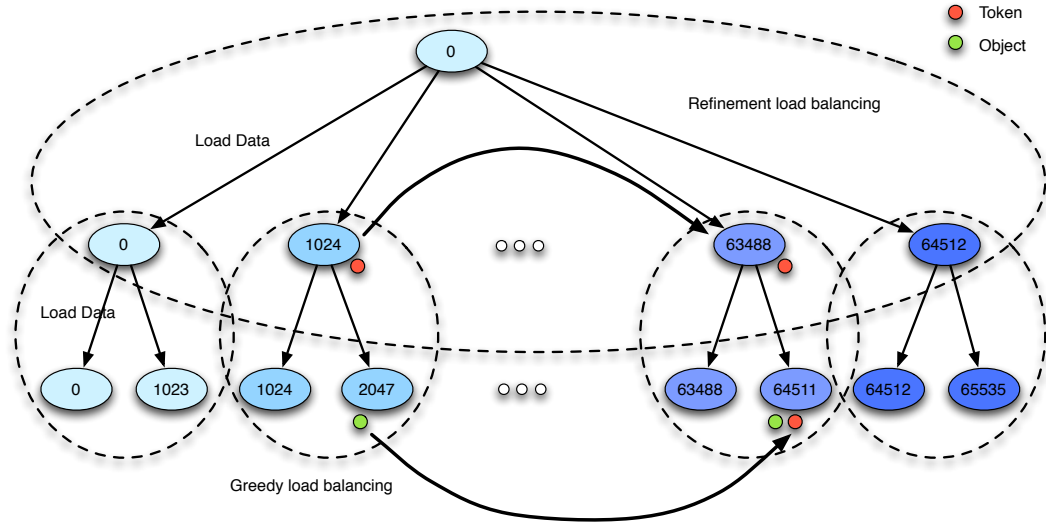 Token
Object
0
Refinement load balancing
Load Data
0
1024
63488
64512
Load Data
0
1023
1024
2047
63488
64511
64512
65535
Greedy load balancing